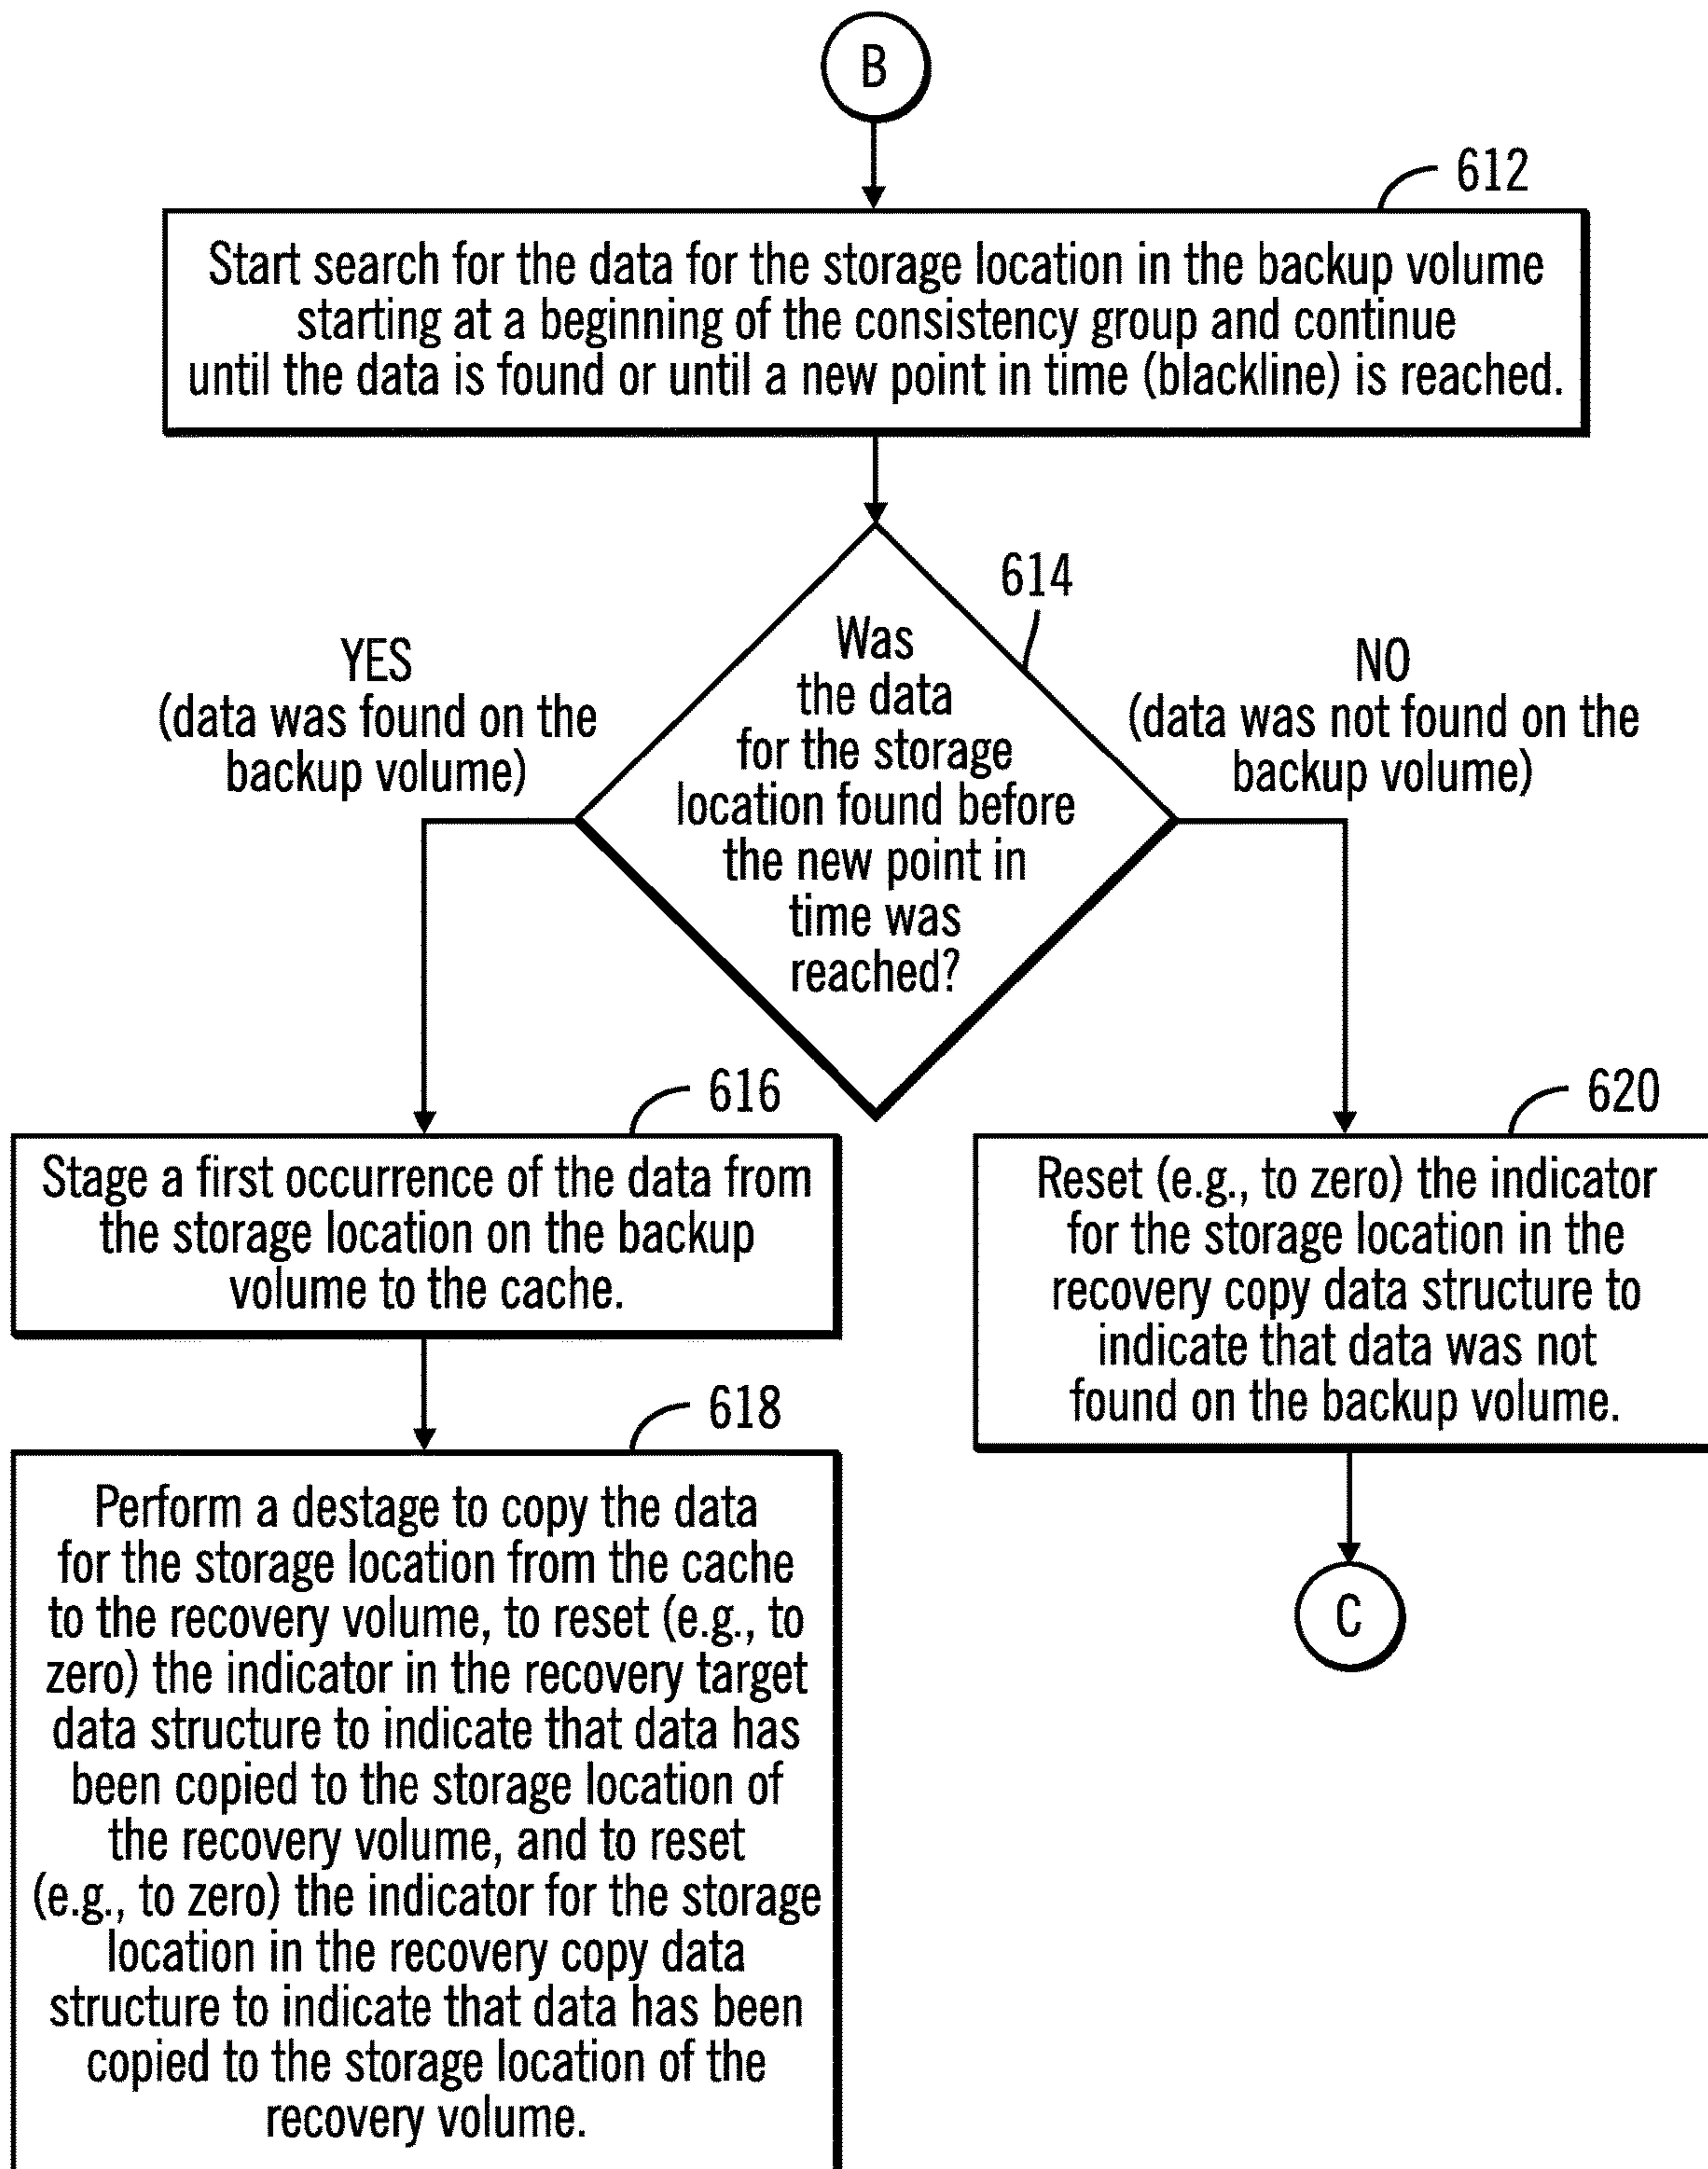 B
612
Start search for the data for the storage location in the backup volume
starting at a beginning of the consistency group and continue
until the data is found or until a new point in time (blackline) is reached.
614
Was
the data
for the storage
location found before
the new point in
time was
reached?
YES
(data was found on the
backup volume)
NO
(data was not found on the
backup volume)
616
Stage a first occurrence of the data from
the storage location on the backup
volume to the cache.
618
Perform a destage to copy the data
for the storage location from the cache
to the recovery volume, to reset (e.g., to
zero) the indicator in the recovery target
data structure to indicate that data has
been copied to the storage location of
the recovery volume, and to reset
(e.g., to zero) the indicator for the storage
location in the recovery copy data
structure to indicate that data has been
copied to the storage location of the
recovery volume.
620
Reset (e.g., to zero) the indicator
for the storage location in the
recovery copy data structure to
indicate that data was not
found on the backup volume.
C